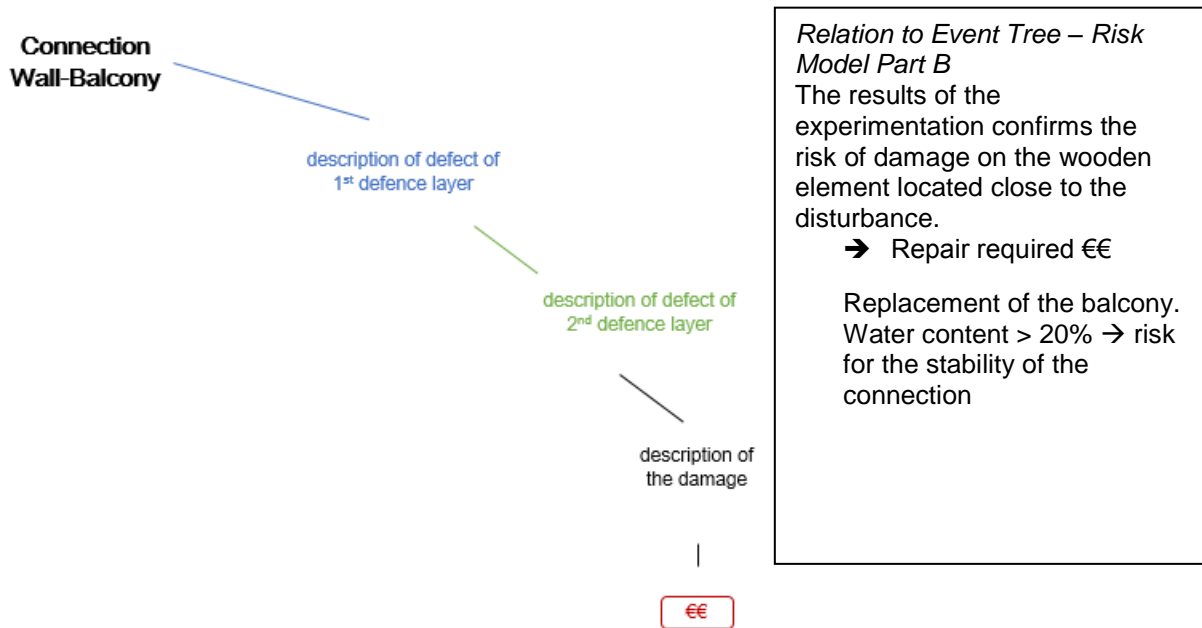 Connection
Wall-Balcony
description of defect of
1st defence layer
description of defect of
2nd defence layer
description of
the damage
€€
Relation to Event Tree – Risk
Model Part B
The results of the
experimentation confirms the
risk of damage on the wooden
element located close to the
disturbance.
➔ Repair required €€
Replacement of the balcony.
Water content > 20% → risk
for the stability of the
connection